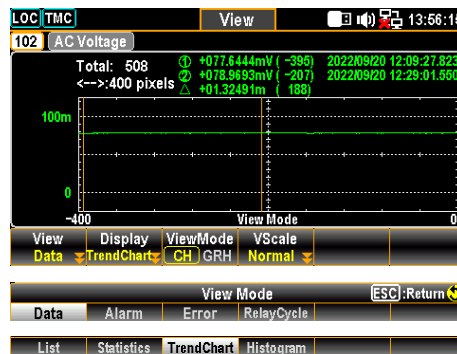 LOC TMC View 13:56:1
102 AC Voltage
Total: 508 ① +077.6444mV ( -395) 2022/09/20 12:09:27.823
<-->:400 pixels ② +078.9693mV ( -207) 2022/09/20 12:29:01.550
△ +01.32491m ( 188)
100m
0
-400 View Mode 0
View Display ViewMode VScale
Data TrendChart CH GRH Normal
View Mode ESC :Return
Data Alarm Error RelayCycle
List Statistics TrendChart Histogram